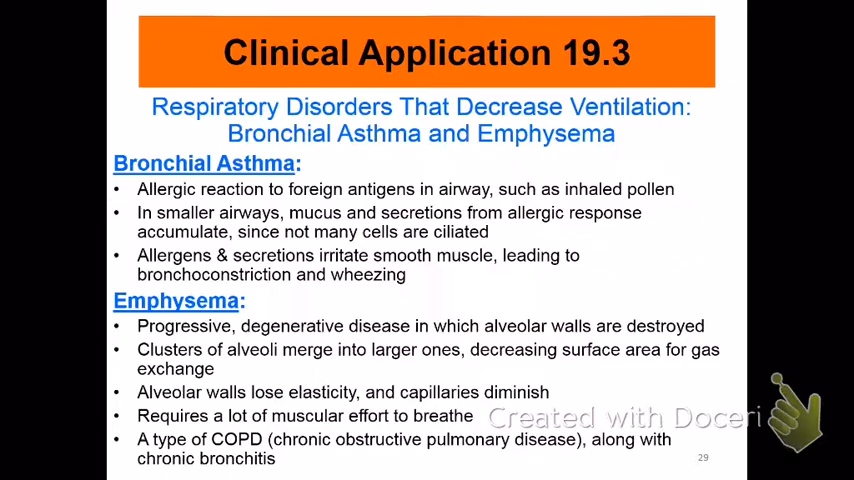 Clinical Application 19.3
Respiratory Disorders That Decrease Ventilation:
Bronchial Asthma and Emphysema
Bronchial Asthma:
• Allergic reaction to foreign antigens in airway, such as inhaled pollen
• In smaller airways, mucus and secretions from allergic response
accumulate, since not many cells are ciliated
• Allergens & secretions irritate smooth muscle, leading to
bronchoconstriction and wheezing
Emphysema:
• Progressive, degenerative disease in which alveolar walls are destroyed
• Clusters of alveoli merge into larger ones, decreasing surface area for gas
exchange
• Alveolar walls lose elasticity, and capillaries diminish
• Requires a lot of muscular effort to breathe
Created with Doceri
• A type of COPD (chronic obstructive pulmonary disease), along with
chronic bronchitis
29